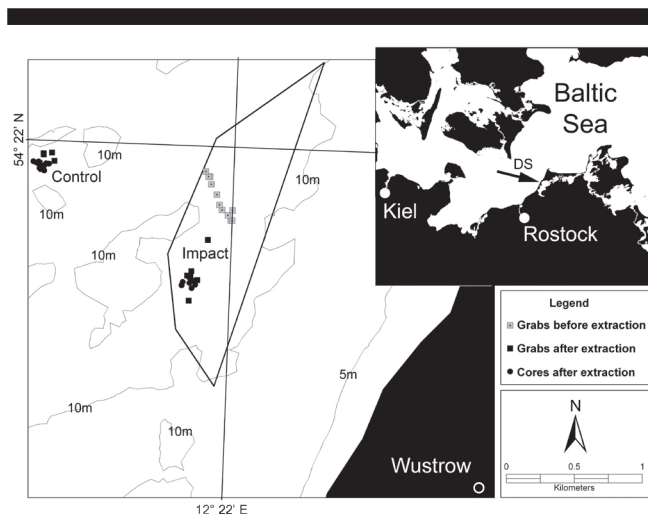 54° 22' N
10m
Control
10m
10m
10m
Impact
10m
10m
5m
Wustrow
12° 22' E
Baltic
Sea
DS
Kiel
Rostock
Legend
Grabs before extraction
Grabs after extraction
Cores after extraction
N
0 0.5 1
Kilometers